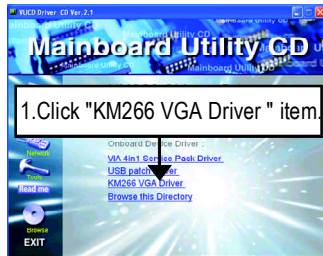 VUCD Driver CD Ver.2.1
Mainboard Utility CD
1.Click "KM266 VGA Driver " item.
Onboard Device Driver :
VIA 4in1 Service Pack Driver
USB patch Driver
KM266 VGA Driver
Browse this Directory
Network
Tools
Read me
Browse
EXIT